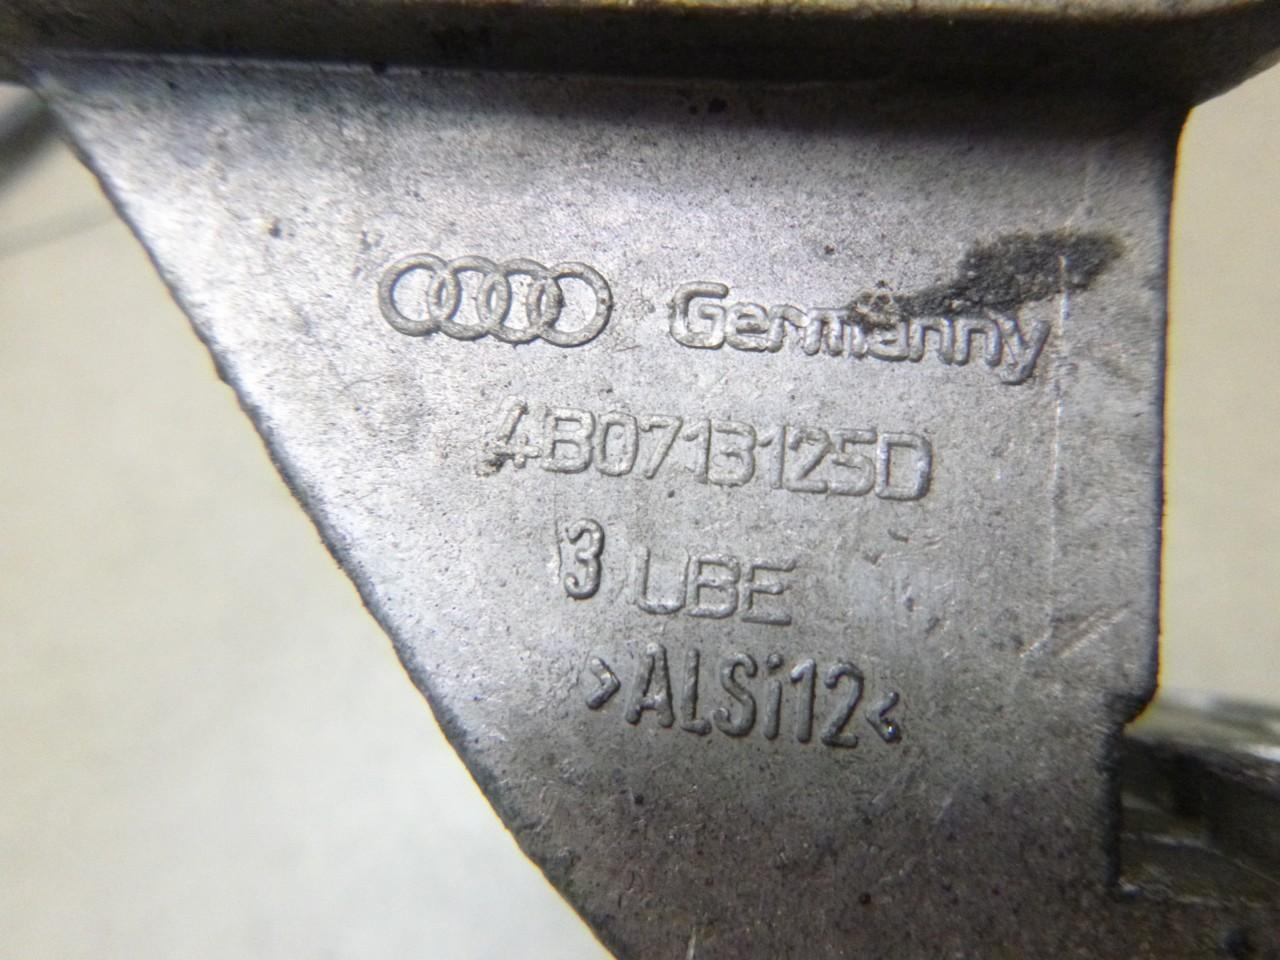 Germanny
4B0713125D
3 UBE
>ALSi12<